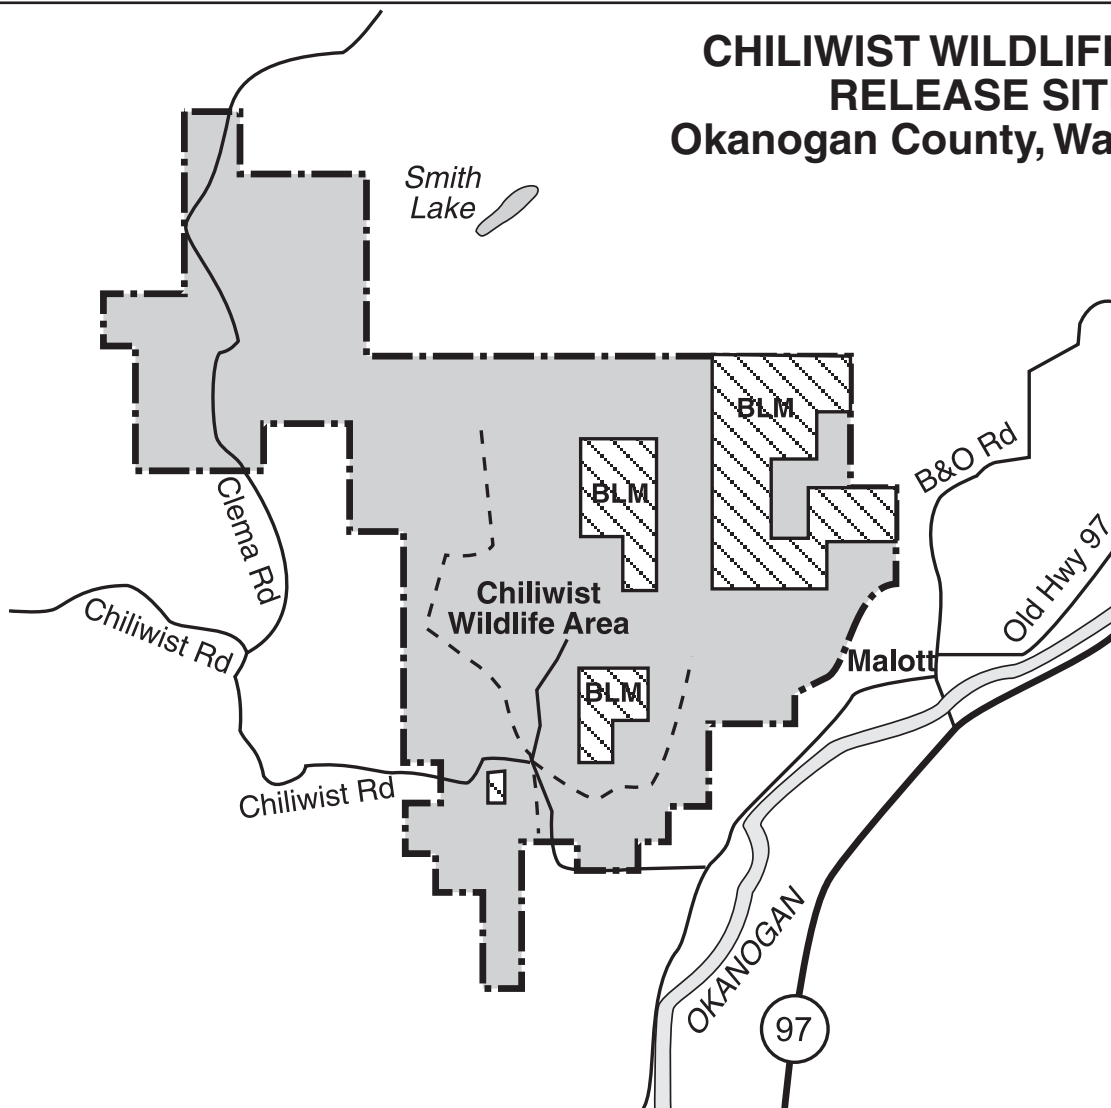 CHILIWIST WILDLIF
RELEASE SIT
Okanogan County, Wa
Smith
Lake
BLM
BLM
B&O Rd
Clema Rd
Old Hwy 97
Chiliwist
Wildlife Area
Chiliwist Rd
Malott
BLM
Chiliwist Rd
OKANOGAN
97